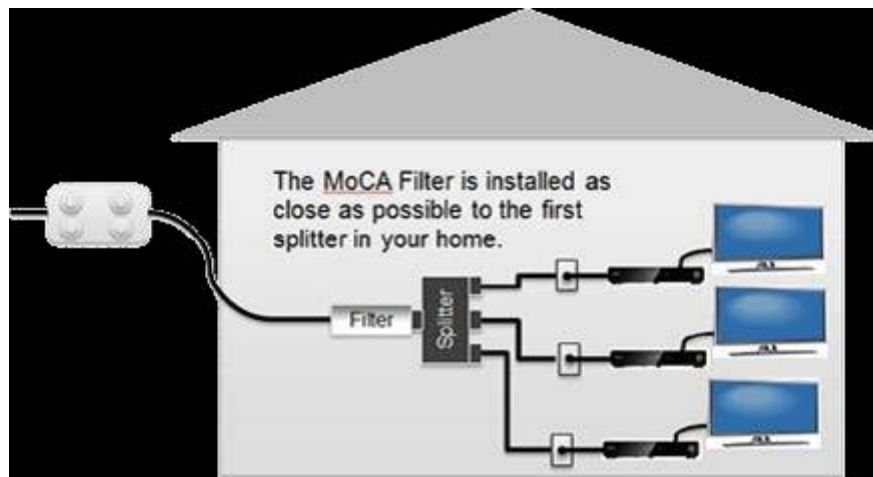 The MoCA Filter is installed as
close as possible to the first
splitter in your home.
Filter
Splitter